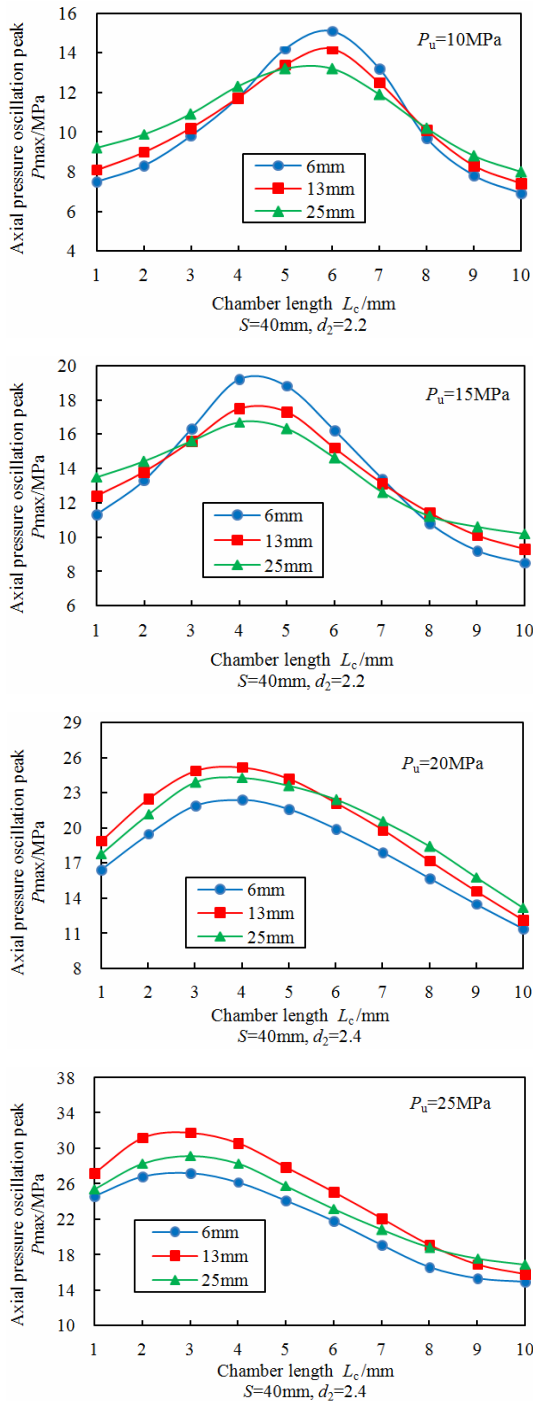 Axial pressure oscillation peak
Pmax/MPa
16
14
12
10
8
6
4
Pu=10MPa
6mm
13mm
25mm
1 2 3 4 5 6 7 8 9 10
Chamber length Lc/mm
S=40mm, d2=2.2
Axial pressure oscillation peak
Pmax/MPa
20
18
16
14
12
10
8
6
Pu=15MPa
6mm
13mm
25mm
1 2 3 4 5 6 7 8 9 10
Chamber length Lc/mm
S=40mm, d2=2.2
Axial pressure oscillation peak
Pmax/MPa
29
26
23
20
17
14
11
8
Pu=20MPa
6mm
13mm
25mm
1 2 3 4 5 6 7 8 9 10
Chamber length Lc/mm
S=40mm, d2=2.4
Axial pressure oscillation peak
Pmax/MPa
38
34
30
26
22
18
14
10
Pu=25MPa
6mm
13mm
25mm
1 2 3 4 5 6 7 8 9 10
Chamber length Lc/mm
S=40mm, d2=2.4